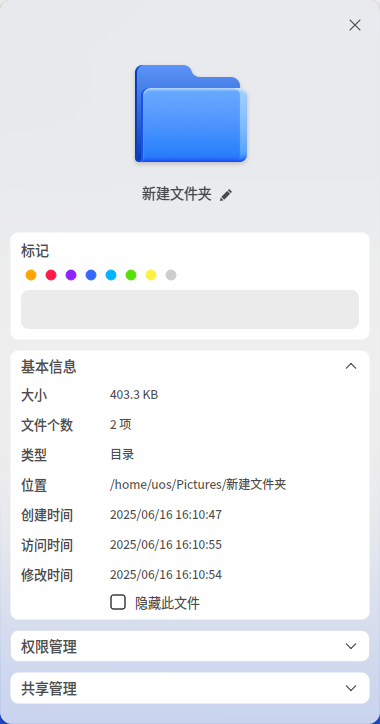 新建文件夹
标记
基本信息
大小 403.3 KB
文件个数 2 项
类型 目录
位置 /home/uos/Pictures/新建文件夹
创建时间 2025/06/16 16:10:47
访问时间 2025/06/16 16:10:55
修改时间 2025/06/16 16:10:54
隐藏此文件
权限管理
共享管理